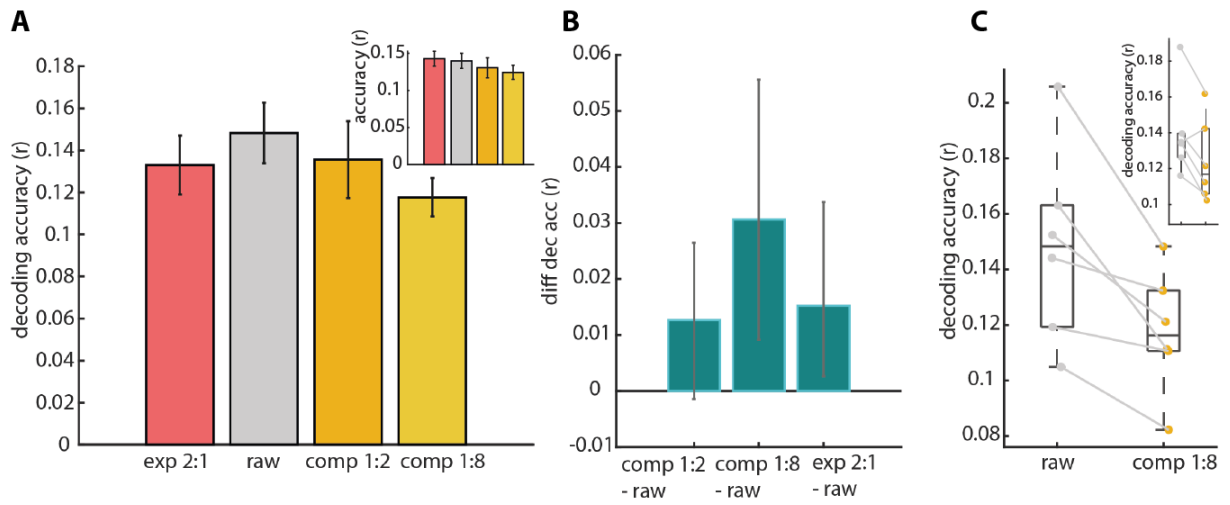 A
decoding accuracy (r)
0.18
0.16
0.14
0.12
0.1
0.08
0.06
0.04
0.02
0
exp 2:1
raw
comp 1:2
comp 1:8
accuracy (r)
0.15
0.1
0.05
0
B
diff dec acc (r)
0.06
0.05
0.04
0.03
0.02
0.01
0
-0.01
comp 1:2
- raw
comp 1:8
- raw
exp 2:1
- raw
C
decoding accuracy (r)
0.2
0.18
0.16
0.14
0.12
0.1
0.08
raw
comp 1:8
decoding accuracy (r)
0.18
0.16
0.14
0.12
0.1